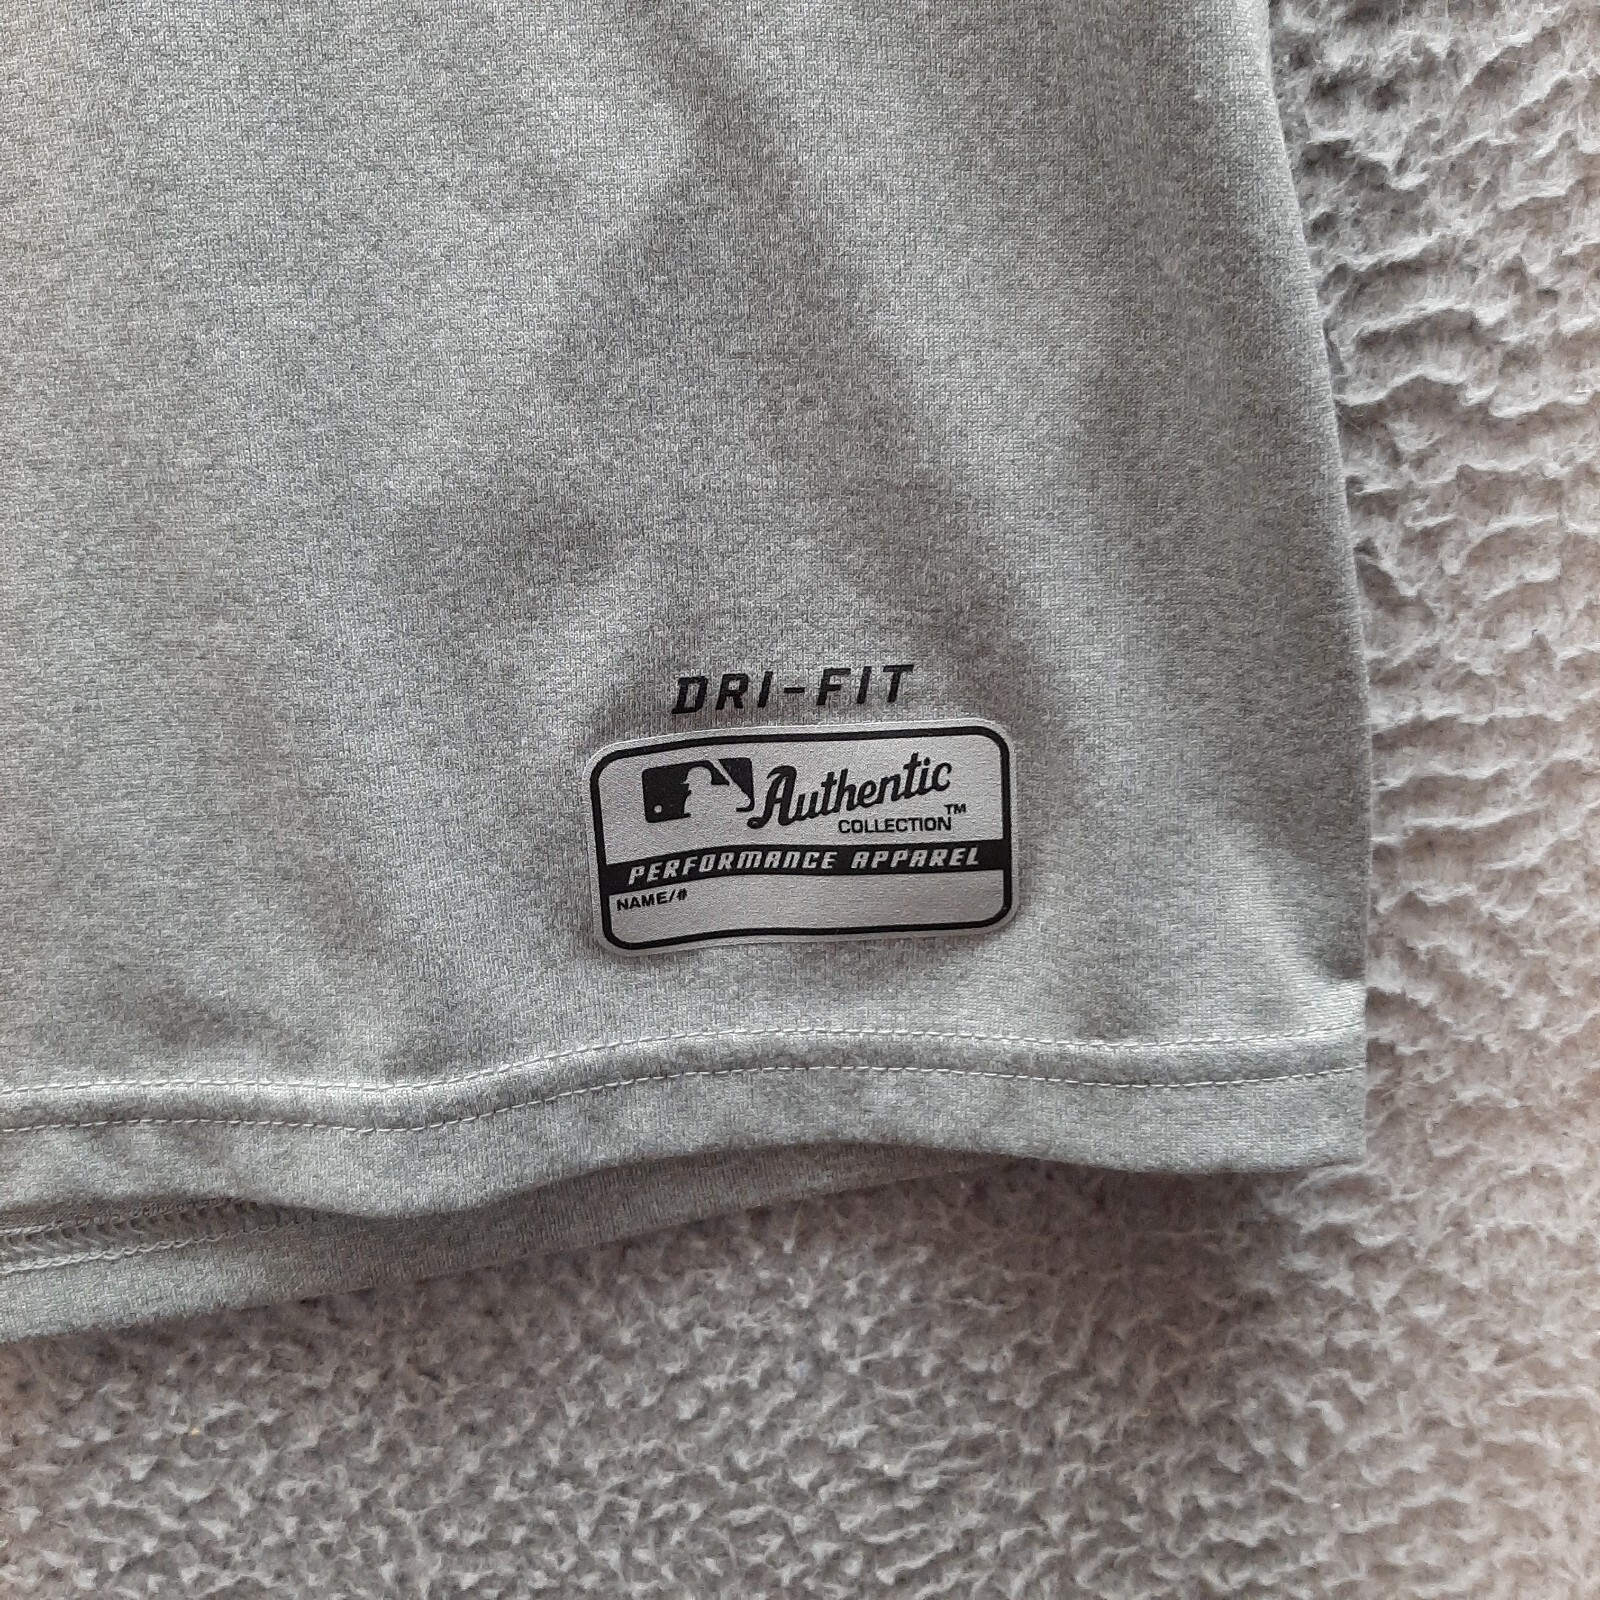 DRI-FIT
Authentic
COLLECTION™
PERFORMANCE APPAREL
NAME/#